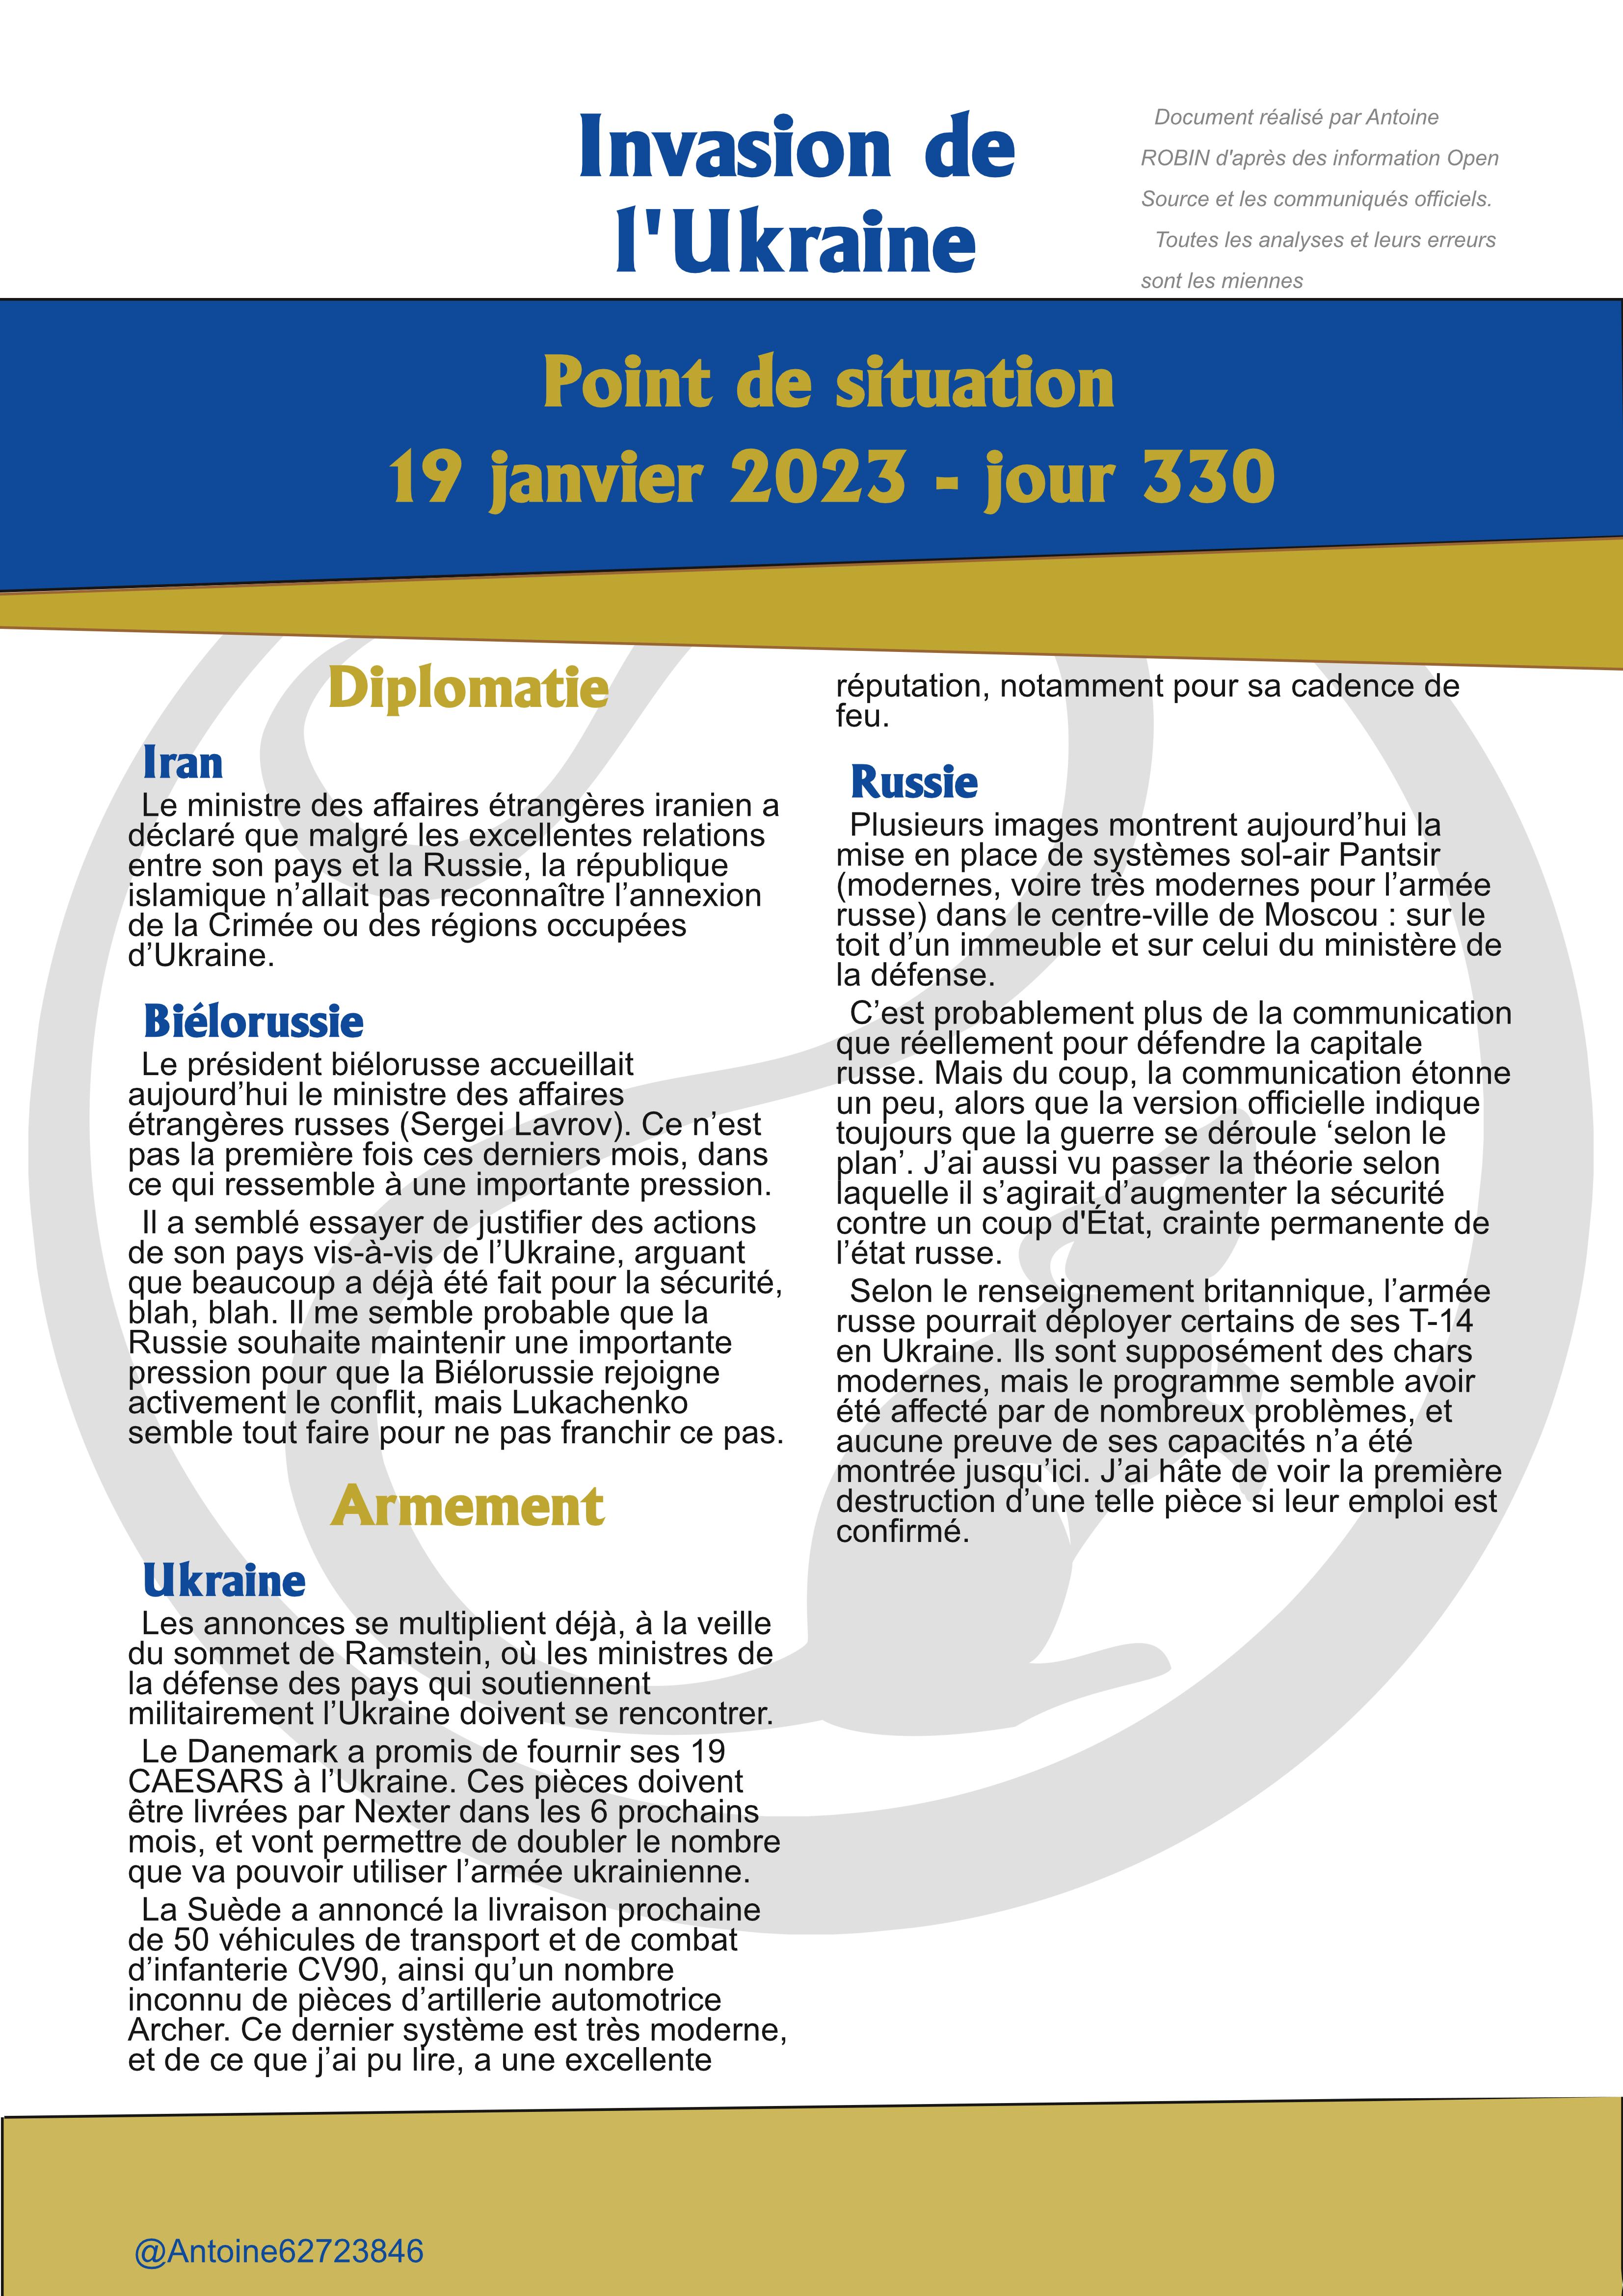 Invasion de
l'Ukraine
Document réalisé par Antoine
ROBIN d'après des information Open
Source et les communiqués officiels.
Toutes les analyses et leurs erreurs
sont les miennes
Point de situation
19 janvier 2023 - jour 330
Diplomatie
Iran
Le ministre des affaires étrangères iranien a
déclaré que malgré les excellentes relations
entre son pays et la Russie, la république
islamique n’allait pas reconnaître l’annexion
de la Crimée ou des régions occupées
d’Ukraine.
Biélorussie
Le président biélorusse accueillait
aujourd’hui le ministre des affaires
étrangères russes (Sergei Lavrov). Ce n’est
pas la première fois ces derniers mois, dans
ce qui ressemble à une importante pression.
Il a semblé essayer de justifier des actions
de son pays vis-à-vis de l’Ukraine, arguant
que beaucoup a déjà été fait pour la sécurité,
blah, blah. Il me semble probable que la
Russie souhaite maintenir une importante
pression pour que la Biélorussie rejoigne
activement le conflit, mais Lukachenko
semble tout faire pour ne pas franchir ce pas.
Armement
Ukraine
Les annonces se multiplient déjà, à la veille
du sommet de Ramstein, où les ministres de
la défense des pays qui soutiennent
militairement l’Ukraine doivent se rencontrer.
Le Danemark a promis de fournir ses 19
CAESARS à l’Ukraine. Ces pièces doivent
être livrées par Nexter dans les 6 prochains
mois, et vont permettre de doubler le nombre
que va pouvoir utiliser l’armée ukrainienne.
La Suède a annoncé la livraison prochaine
de 50 véhicules de transport et de combat
d’infanterie CV90, ainsi qu’un nombre
inconnu de pièces d’artillerie automotrice
Archer. Ce dernier système est très moderne,
et de ce que j’ai pu lire, a une excellente
réputation, notamment pour sa cadence de
feu.
Russie
Plusieurs images montrent aujourd’hui la
mise en place de systèmes sol-air Pantsir
(modernes, voire très modernes pour l’armée
russe) dans le centre-ville de Moscou : sur le
toit d’un immeuble et sur celui du ministère de
la défense.
C’est probablement plus de la communication
que réellement pour défendre la capitale
russe. Mais du coup, la communication étonne
un peu, alors que la version officielle indique
toujours que la guerre se déroule ‘selon le
plan’. J’ai aussi vu passer la théorie selon
laquelle il s’agirait d’augmenter la sécurité
contre un coup d'État, crainte permanente de
l’état russe.
Selon le renseignement britannique, l’armée
russe pourrait déployer certains de ses T-14
en Ukraine. Ils sont supposément des chars
modernes, mais le programme semble avoir
été affecté par de nombreux problèmes, et
aucune preuve de ses capacités n’a été
montrée jusqu’ici. J’ai hâte de voir la première
destruction d’une telle pièce si leur emploi est
confirmé.
@Antoine62723846